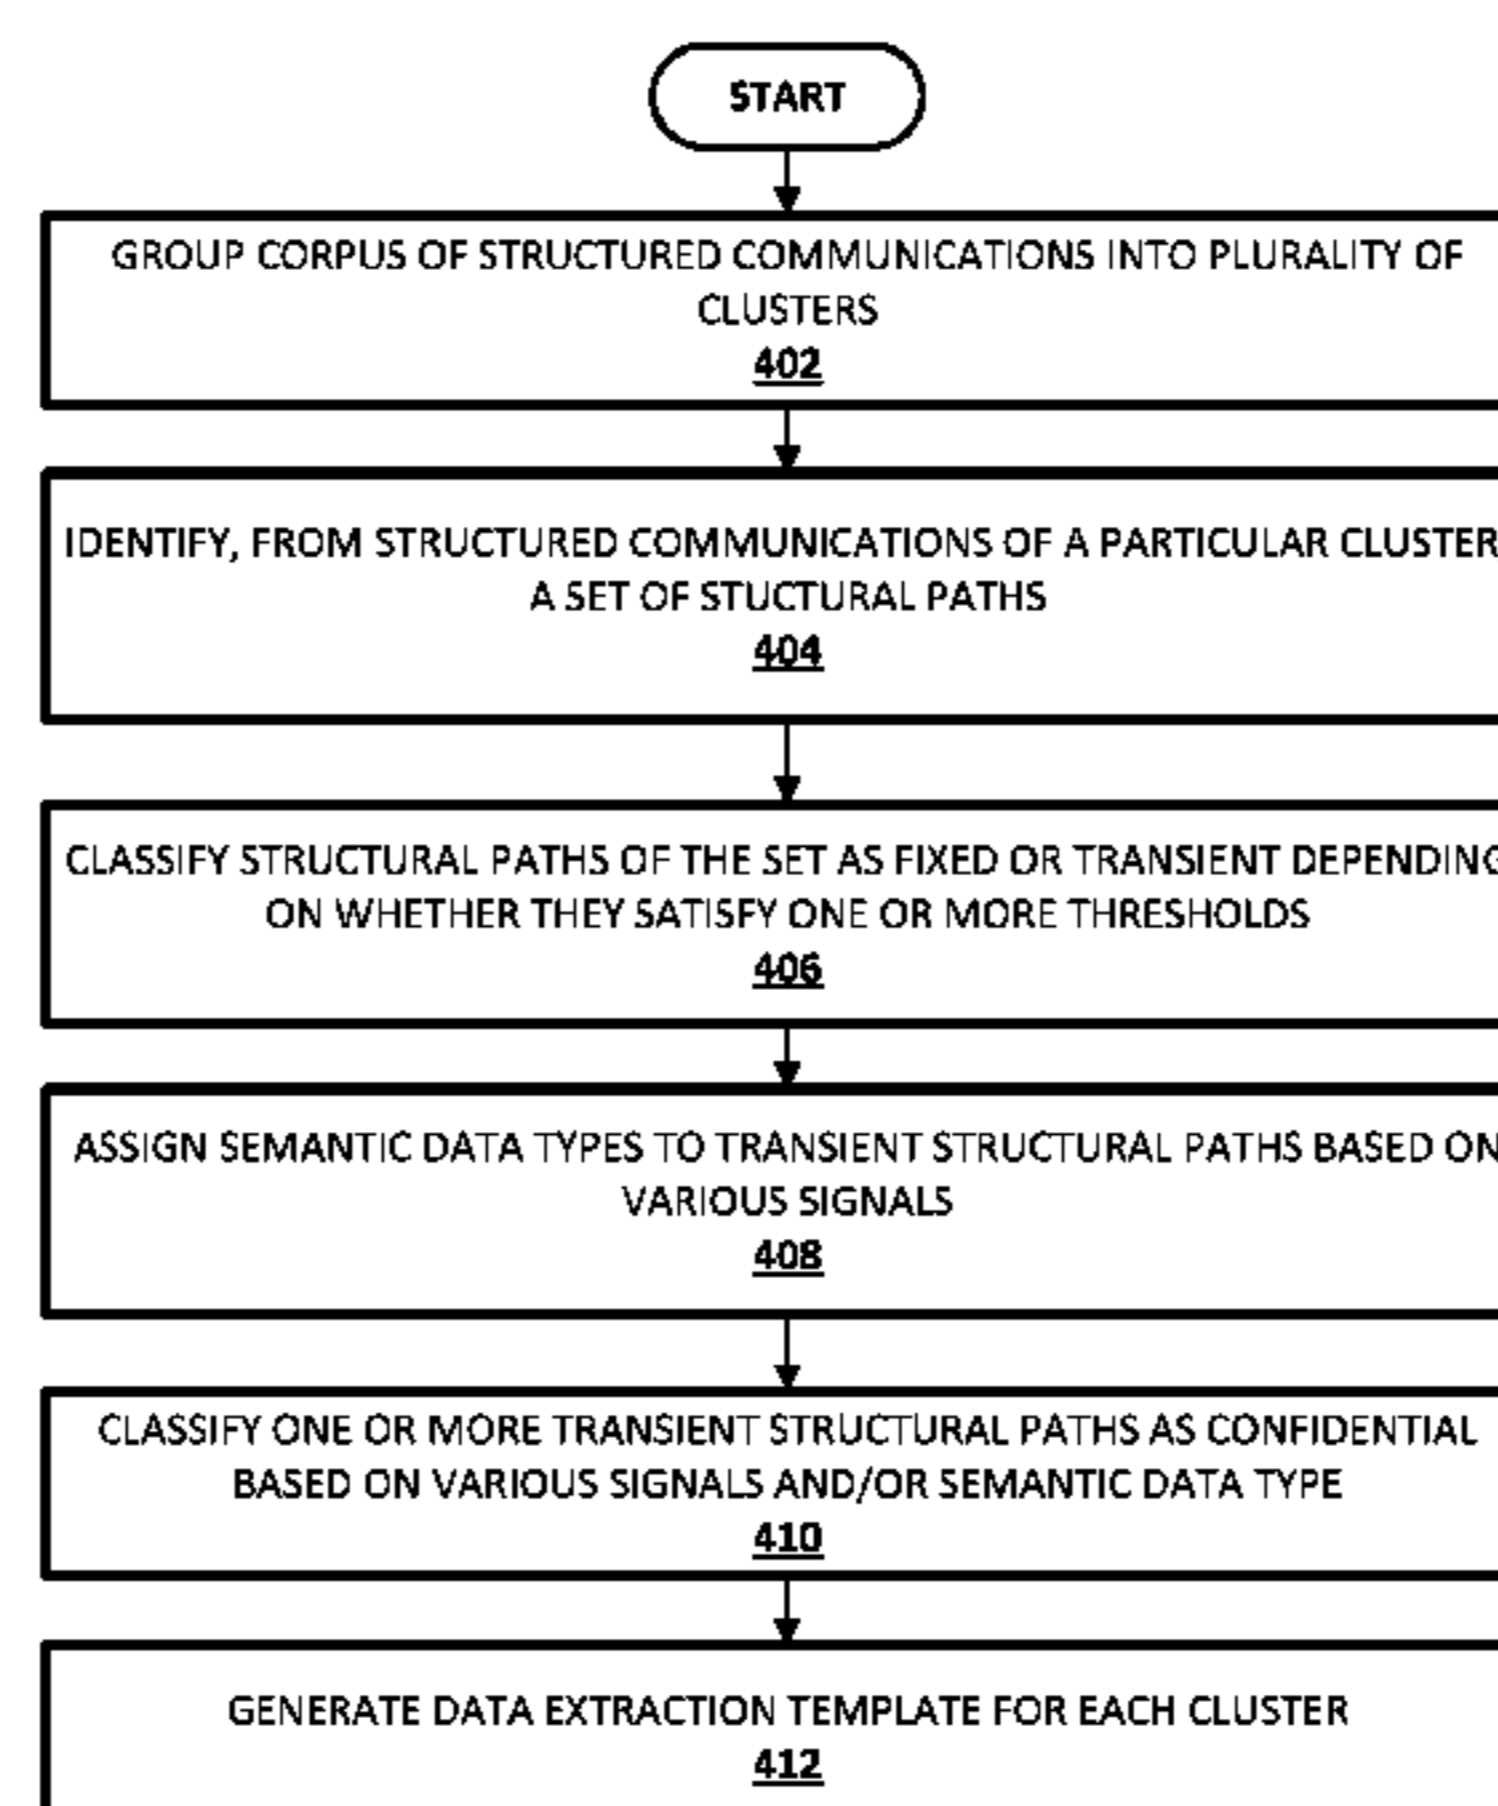 START
GROUP CORPUS OF STRUCTURED COMMUNICATIONS INTO PLURALITY OF
CLUSTERS
402
IDENTIFY, FROM STRUCTURED COMMUNICATIONS OF A PARTICULAR CLUSTER
A SET OF STUCTURAL PATHS
404
CLASSIFY STRUCTURAL PATHS OF THE SET AS FIXED OR TRANSIENT DEPENDING
ON WHETHER THEY SATISFY ONE OR MORE THRESHOLDS
406
ASSIGN SEMANTIC DATA TYPES TO TRANSIENT STRUCTURAL PATHS BASED ON
VARIOUS SIGNALS
408
CLASSIFY ONE OR MORE TRANSIENT STRUCTURAL PATHS AS CONFIDENTIAL
BASED ON VARIOUS SIGNALS AND/OR SEMANTIC DATA TYPE
410
GENERATE DATA EXTRACTION TEMPLATE FOR EACH CLUSTER
412